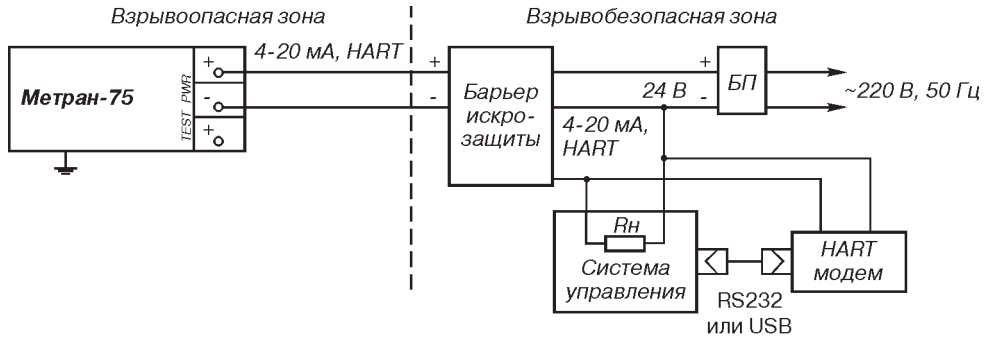 Взрывоопасная зона
Взрывобезопасная зона
4-20 мА, HART
Метран-75
TEST PWR
+
-
+
+
-
Барьер
искро-
защиты
+
24 В -
БП
~220 В, 50 Гц
4-20 мА,
HART
Rн
Система
управления
HART
модем
RS232
или USB